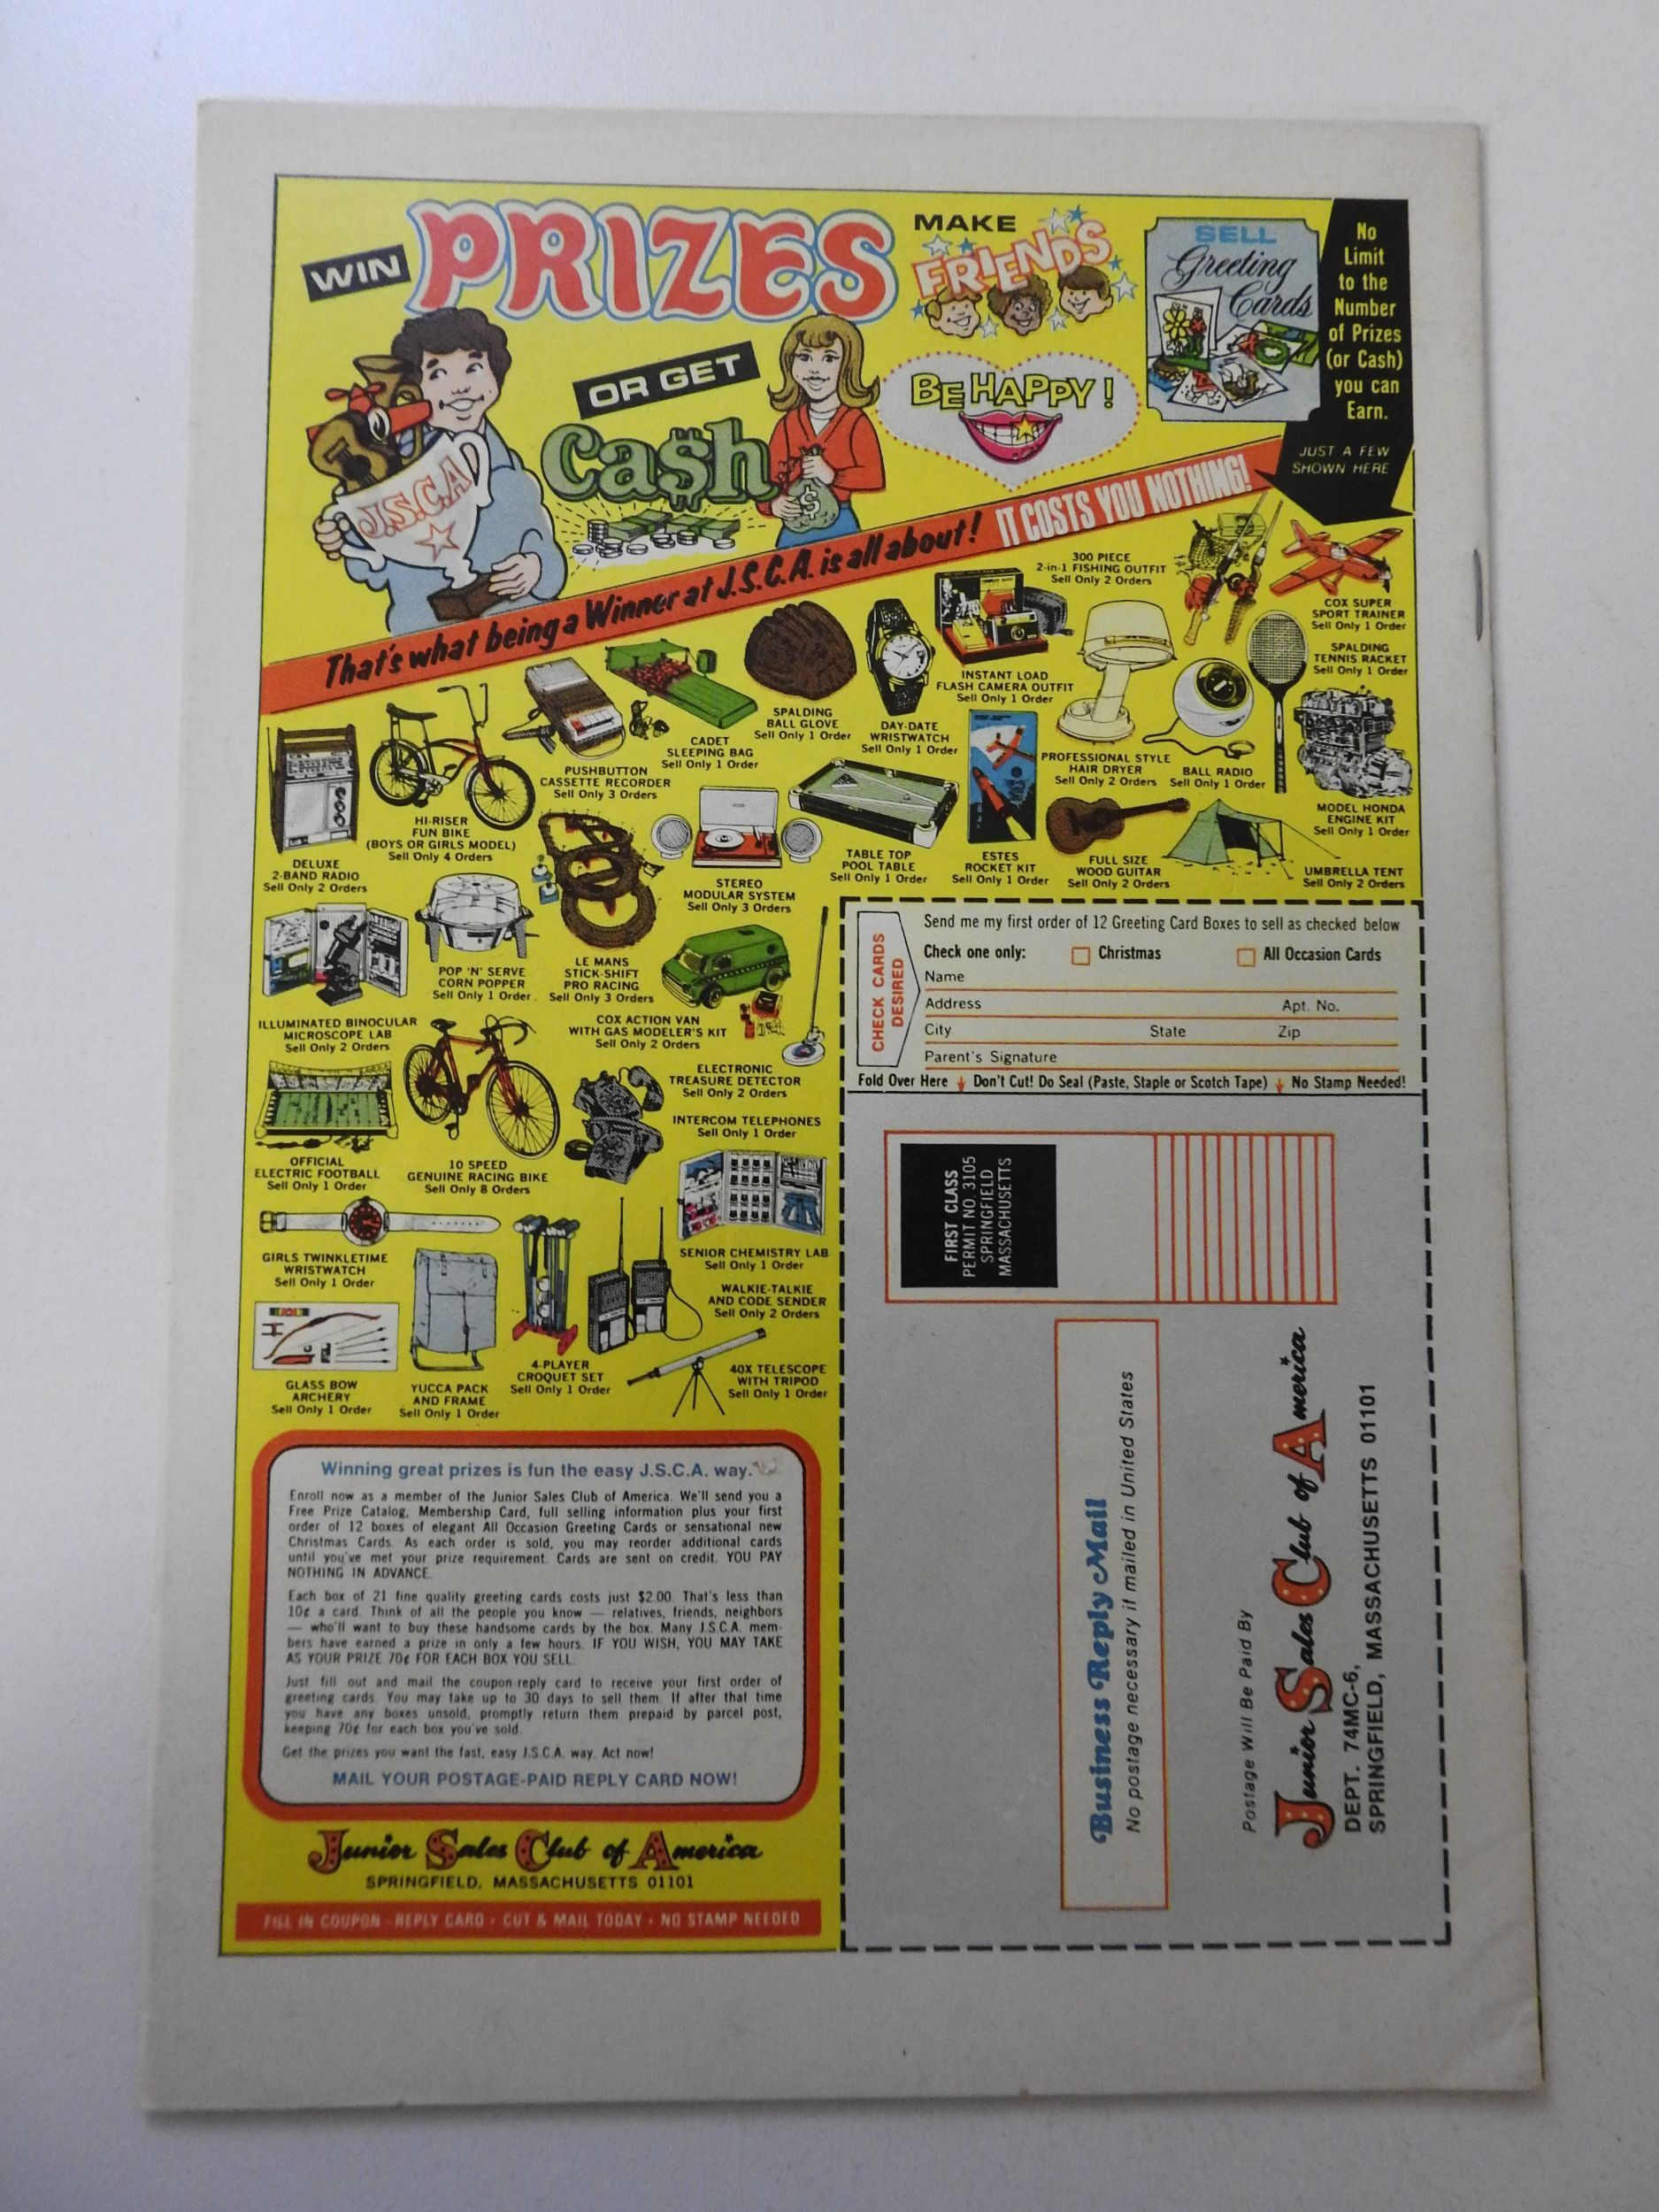 WIN PRIZES
OR GET
Ca$h
MAKE
FRIENDS
BE HAPPY!
SELL
Greeting
Cards
No
Limit
to the
Number
of Prizes
(or Cash)
you can
Earn.
JUST A FEW
SHOWN HERE
J.S.C.A
That's what being a Winner at J.S.C.A. is all about! IT COSTS YOU NOTHING!
300 PIECE
2-in-1 FISHING OUTFIT
Sell Only 2 Orders
COX SUPER
SPORT TRAINER
Sell Only 1 Order
SPALDING
TENNIS RACKET
Sell Only 1 Order
INSTANT LOAD
FLASH CAMERA OUTFIT
Sell Only 1 Order
SPALDING
BALL GLOVE
Sell Only 1 Order
DAY-DATE
WRISTWATCH
Sell Only 1 Order
CADET
SLEEPING BAG
Sell Only 1 Order
PUSHBUTTON
CASSETTE RECORDER
Sell Only 3 Orders
PROFESSIONAL STYLE
HAIR DRYER
Sell Only 2 Orders
BALL RADIO
Sell Only 1 Order
MODEL HONDA
ENGINE KIT
Sell Only 1 Order
HI-RISER
FUN BIKE
(BOYS OR GIRLS MODEL)
Sell Only 4 Orders
DELUXE
2-BAND RADIO
Sell Only 2 Orders
STEREO
MODULAR SYSTEM
Sell Only 3 Orders
TABLE TOP
POOL TABLE
Sell Only 1 Order
ESTES
ROCKET KIT
Sell Only 1 Order
FULL SIZE
WOOD GUITAR
Sell Only 2 Orders
UMBRELLA TENT
Sell Only 2 Orders
POP 'N' SERVE
CORN POPPER
Sell Only 1 Order
LE MANS
STICK-SHIFT
PRO RACING
Sell Only 3 Orders
ILLUMINATED BINOCULAR
MICROSCOPE LAB
Sell Only 2 Orders
COX ACTION VAN
WITH GAS MODELER'S KIT
Sell Only 2 Orders
ELECTRONIC
TREASURE DETECTOR
Sell Only 2 Orders
INTERCOM TELEPHONES
Sell Only 1 Order
OFFICIAL
ELECTRIC FOOTBALL
Sell Only 1 Order
10 SPEED
GENUINE RACING BIKE
Sell Only 8 Orders
GIRLS TWINKLETIME
WRISTWATCH
Sell Only 1 Order
SENIOR CHEMISTRY LAB
Sell Only 1 Order
WALKIE-TALKIE
AND CODE SENDER
Sell Only 2 Orders
GLASS BOW
ARCHERY
Sell Only 1 Order
YUCCA PACK
AND FRAME
Sell Only 1 Order
4-PLAYER
CROQUET SET
Sell Only 1 Order
40X TELESCOPE
WITH TRIPOD
Sell Only 1 Order
Winning great prizes is fun the easy J.S.C.A. way.
Enroll now as a member of the Junior Sales Club of America. We'll send you a
Free Prize Catalog, Membership Card, full selling information plus your first
order of 12 boxes of elegant All Occasion Greeting Cards or sensational new
Christmas Cards. As each order is sold, you may reorder additional cards
until you've met your prize requirement. Cards are sent on credit. YOU PAY
NOTHING IN ADVANCE.
Each box of 21 fine quality greeting cards costs just $2.00. That's less than
10¢ a card. Think of all the people you know — relatives, friends, neighbors
— who'll want to buy these handsome cards by the box. Many J.S.C.A. mem-
bers have earned a prize in only a few hours. IF YOU WISH, YOU MAY TAKE
AS YOUR PRIZE 70¢ FOR EACH BOX YOU SELL.
Just fill out and mail the coupon-reply card to receive your first order of
greeting cards. You may take up to 30 days to sell them. If after that time
you have any boxes unsold, promptly return them prepaid by parcel post,
keeping 70¢ for each box you've sold.
Get the prizes you want the fast, easy J.S.C.A. way. Act now!
MAIL YOUR POSTAGE-PAID REPLY CARD NOW!
Junior Sales Club of America
SPRINGFIELD, MASSACHUSETTS 01101
FILL IN COUPON - REPLY CARD • CUT & MAIL TODAY • NO STAMP NEEDED
CHECK CARDS
DESIRED
Send me my first order of 12 Greeting Card Boxes to sell as checked below
Check one only: Christmas All Occasion Cards
Name
Address Apt. No.
City State Zip
Parent's Signature
Fold Over Here Don't Cut! Do Seal (Paste, Staple or Scotch Tape) No Stamp Needed!
FIRST CLASS
PERMIT NO. 3105
SPRINGFIELD
MASSACHUSETTS
Business Reply Mail
No postage necessary if mailed in United States
Postage Will Be Paid By
Junior Sales Club of America
DEPT. 74MC-6,
SPRINGFIELD, MASSACHUSETTS 01101